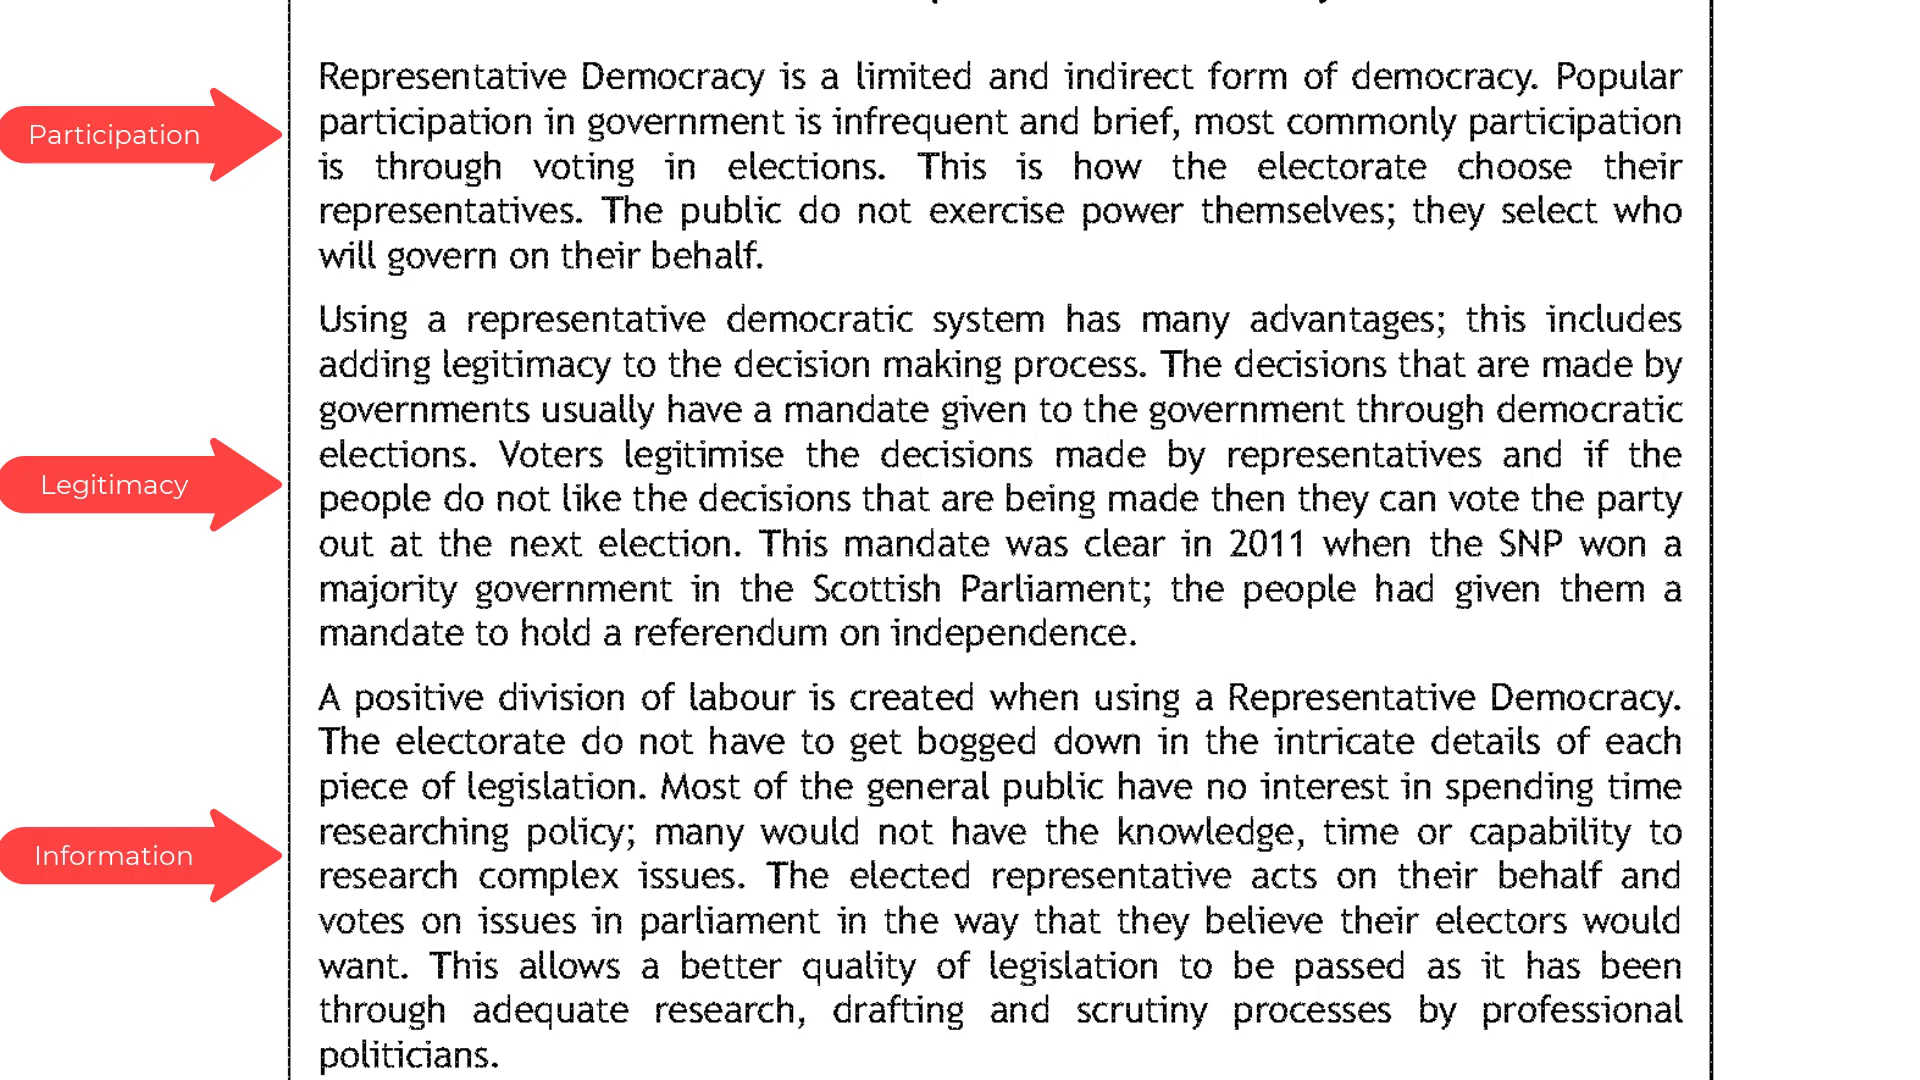 Representative Democracy is a limited and indirect form of democracy. Popular
Participation
participation in government is infrequent and brief, most commonly participation
is through voting in elections. This is how the electorate choose their
representatives. The public do not exercise power themselves; they select who
will govern on their behalf.
Using a representative democratic system has many advantages; this includes
adding legitimacy to the decision making process. The decisions that are made by
governments usually have a mandate given to the government through democratic
elections. Voters legitimise the decisions made by representatives and if the
Legitimacy
people do not like the decisions that are being made then they can vote the party
out at the next election. This mandate was clear in 2011 when the SNP won a
majority government in the Scottish Parliament; the people had given them a
mandate to hold a referendum on independence.
A positive division of labour is created when using a Representative Democracy.
The electorate do not have to get bogged down in the intricate details of each
piece of legislation. Most of the general public have no interest in spending time
researching policy; many would not have the knowledge, time or capability to
Information
research complex issues. The elected representative acts on their behalf and
votes on issues in parliament in the way that they believe their electors would
want. This allows a better quality of legislation to be passed as it has been
through adequate research, drafting and scrutiny processes by professional
politicians.